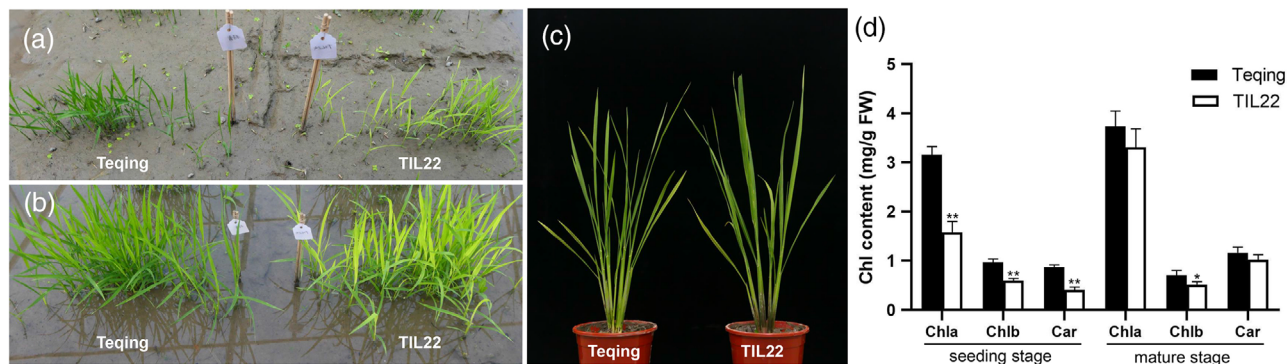 (a)
Teqing
TIL22
(b)
Teqing
TIL22
(c)
Teqing
TIL22
(d)
Teqing
TIL22
Chl content (mg/g FW)
5
4
3
2
1
0
**
**
**
*
Chla
Chlb
Car
Chla
Chlb
Car
seeding stage
mature stage